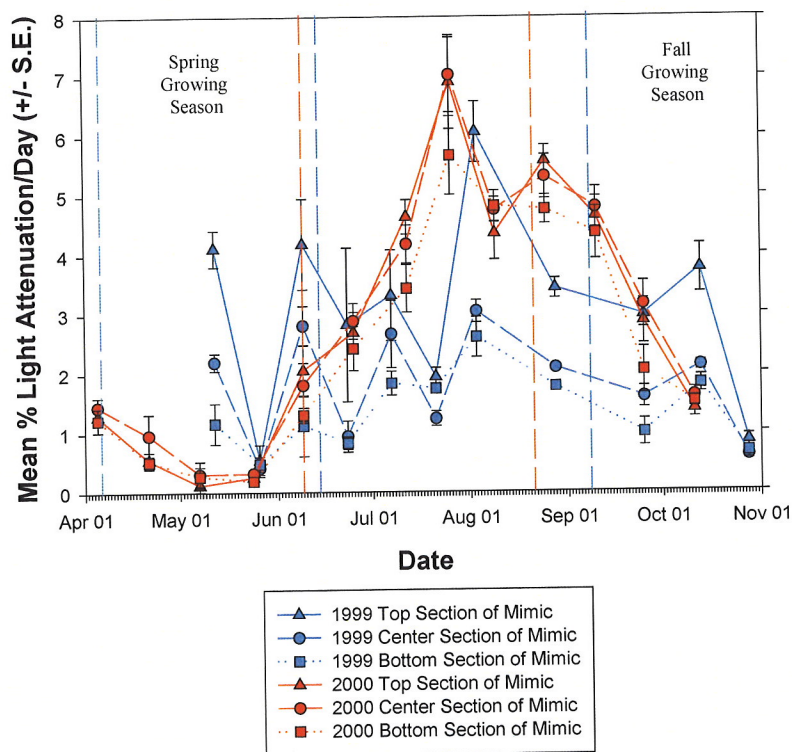 Mean % Light Attenuation/Day (+/- S.E.)
8
7
6
5
4
3
2
1
0
Spring
Growing
Season
Fall
Growing
Season
Apr 01 May 01 Jun 01 Jul 01 Aug 01 Sep 01 Oct 01 Nov 01
Date
1999 Top Section of Mimic
1999 Center Section of Mimic
1999 Bottom Section of Mimic
2000 Top Section of Mimic
2000 Center Section of Mimic
2000 Bottom Section of Mimic